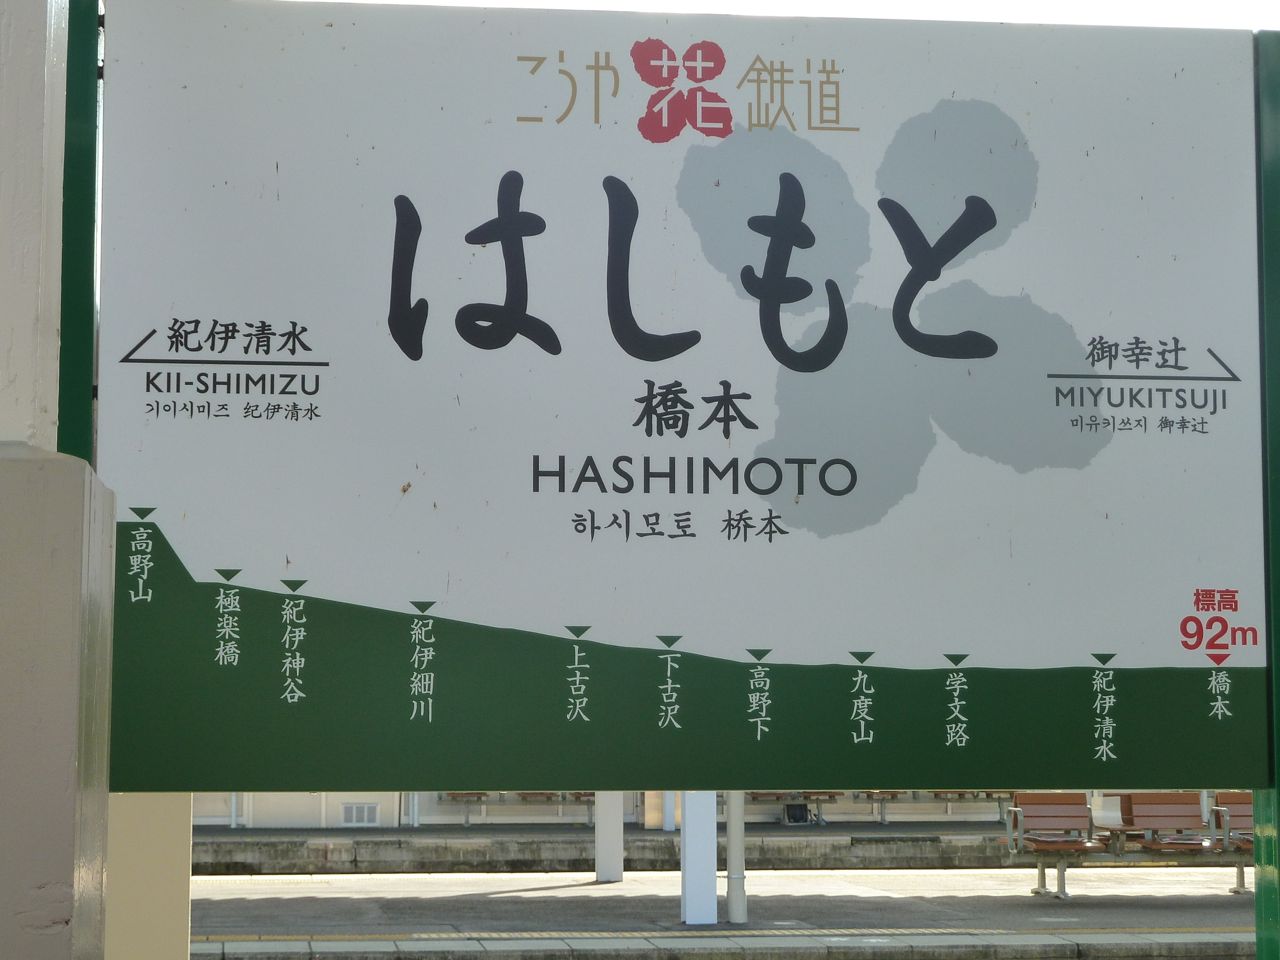 こうや花鉄道
はしもと
橋本
HASHIMOTO
하시모토 桥本
紀伊清水
KII-SHIMIZU
기이시미즈 纪伊清水
御幸辻
MIYUKITSUJI
미유키쓰지 御幸辻
高野山
極楽橋
紀伊神谷
紀伊細川
上古沢
下古沢
高野下
九度山
学文路
紀伊清水
標高
92m
橋本